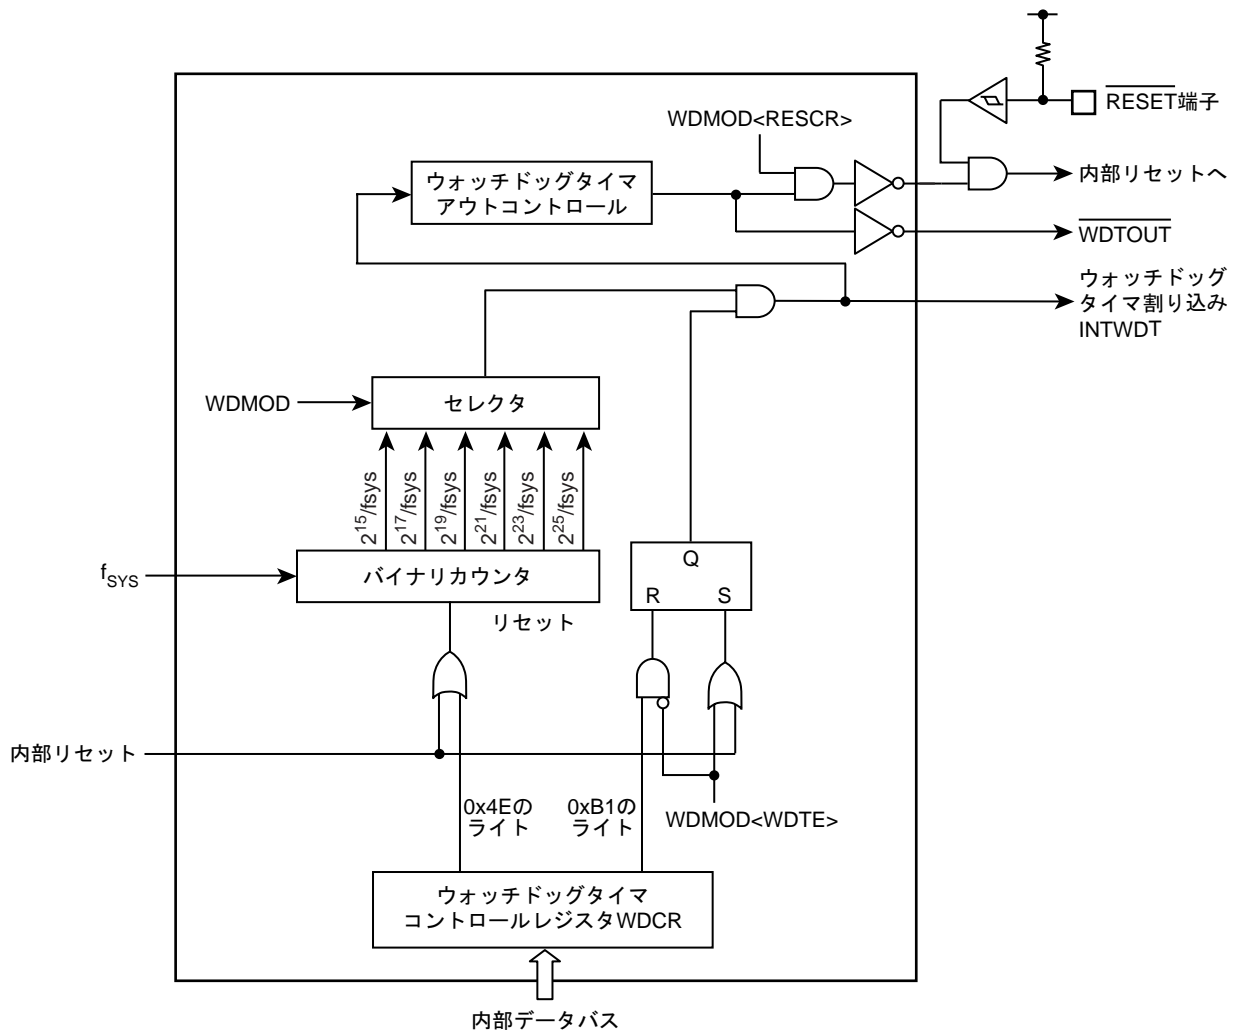 RESET端子
WDMOD<RESCR>
ウォッチドッグタイマ
アウトコントロール
内部リセットへ
WDTOUT
ウォッチドッグ
タイマ割り込み
INTWDT
WDMOD
セレクタ
2^15/fsys
2^17/fsys
2^19/fsys
2^21/fsys
2^23/fsys
2^25/fsys
fSYS
バイナリカウンタ
リセット
Q
R
S
内部リセット
0x4Eの
ライト
0xB1の
ライト
WDMOD<WDTE>
ウォッチドッグタイマ
コントロールレジスタWDCR
内部データバス